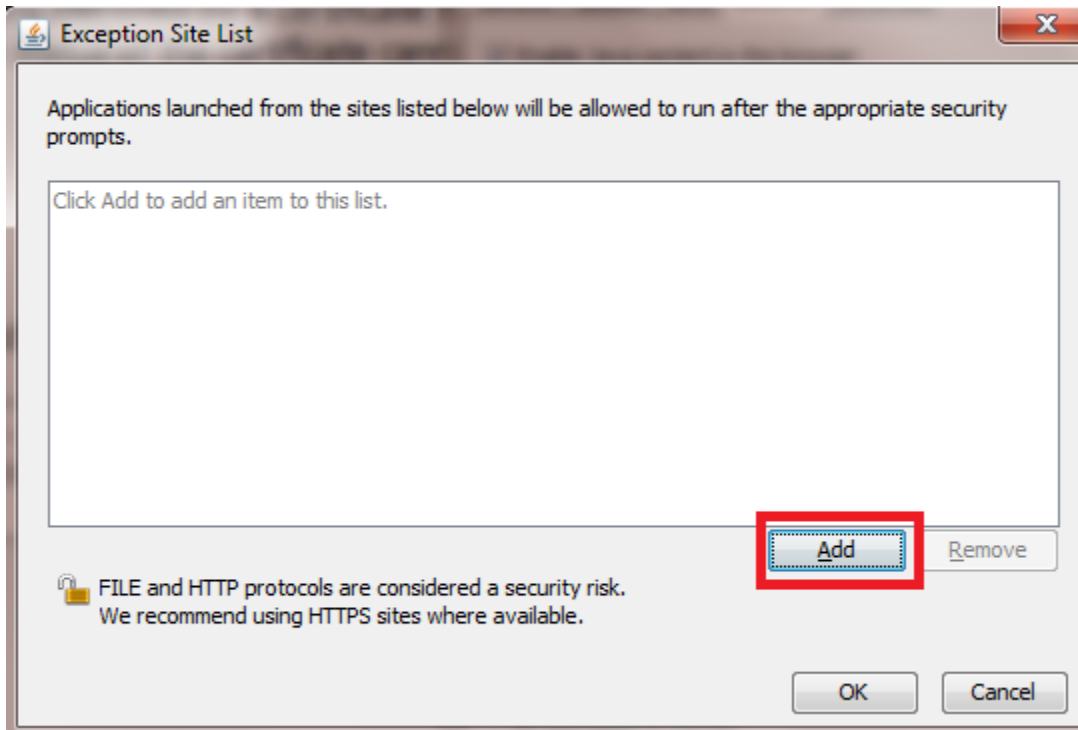 Exception Site List
Applications launched from the sites listed below will be allowed to run after the appropriate security
prompts.
Click Add to add an item to this list.
Add
Remove
FILE and HTTP protocols are considered a security risk.
We recommend using HTTPS sites where available.
OK
Cancel